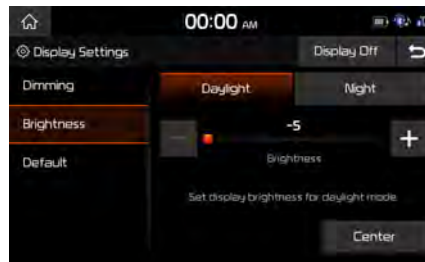 00:00 AM
Display Settings
Display Off
Dimming
Daylight
Night
Brightness
-5
Brightness
Default
Set display brightness for daylight mode.
Center